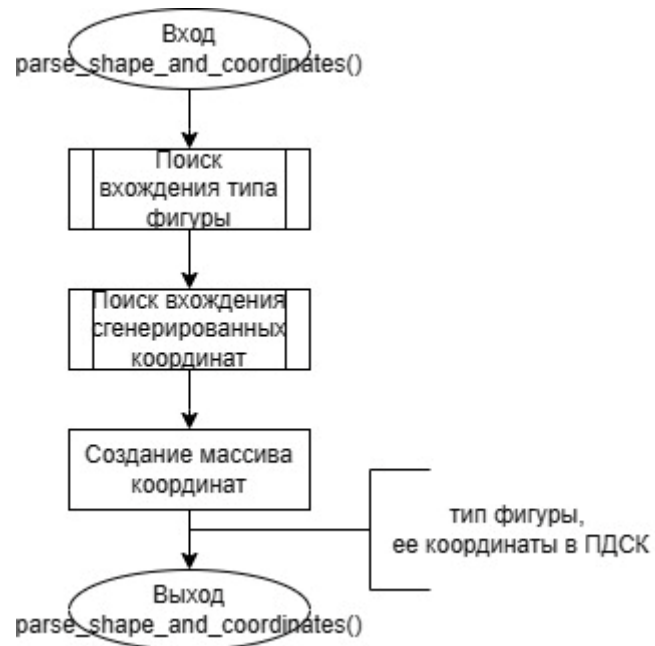 Вход
parse_shape_and_coordinates()
Поиск
вхождения типа
фигуры
Поиск вхождения
сгенерированных
координат
Создание массива
координат
тип фигуры,
ее координаты в ПДСК
Выход
parse_shape_and_coordinates()